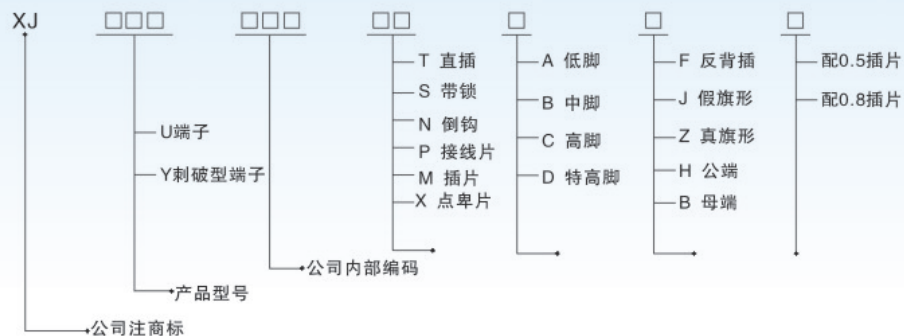 XJ □□□ □□□ □□ □ □ □
T 直插
S 带锁
N 倒钩
P 接线片
M 插片
X 点卑片
A 低脚
B 中脚
C 高脚
D 特高脚
F 反背插
J 假旗形
Z 真旗形
H 公端
B 母端
配0.5插片
配0.8插片
U端子
Y刺破型端子
公司内部编码
产品型号
公司注商标